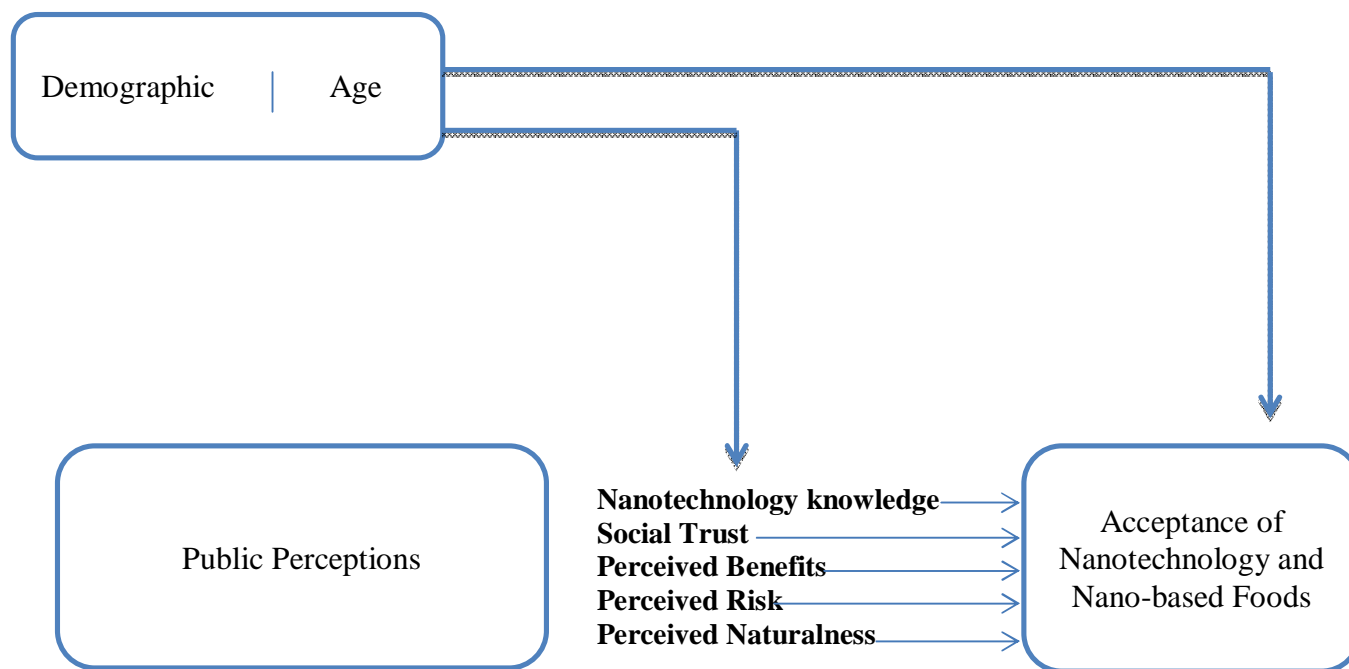 Demographic Age
Nanotechnology knowledge
Social Trust
Perceived Benefits
Perceived Risk
Perceived Naturalness
Public Perceptions
Acceptance of
Nanotechnology and
Nano-based Foods